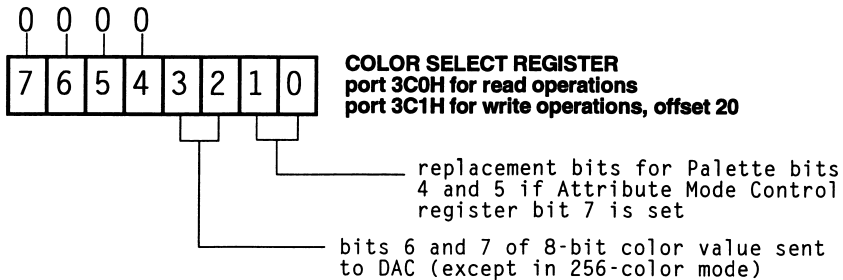 0 0 0 0
7 6 5 4 3 2 1 0
COLOR SELECT REGISTER
port 3C0H for read operations
port 3C1H for write operations, offset 20
replacement bits for Palette bits
4 and 5 if Attribute Mode Control
register bit 7 is set
bits 6 and 7 of 8-bit color value sent
to DAC (except in 256-color mode)